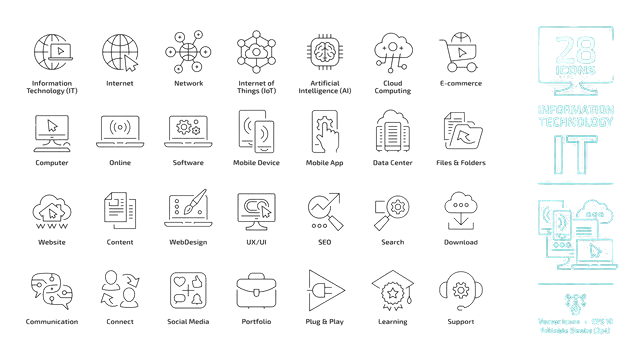 Information
Technology (IT)
Internet
Network
Internet of
Things (IoT)
Artificial
Intelligence (AI)
Cloud
Computing
E-commerce
Computer
Online
Software
Mobile Device
Mobile App
Data Center
Files & Folders
WWW
Website
Content
WebDesign
UX/UI
SEO
Search
Download
Communication
Connect
Social Media
Portfolio
Plug & Play
Learning
Support
28
ICONS
INFORMATION
TECHNOLOGY
IT